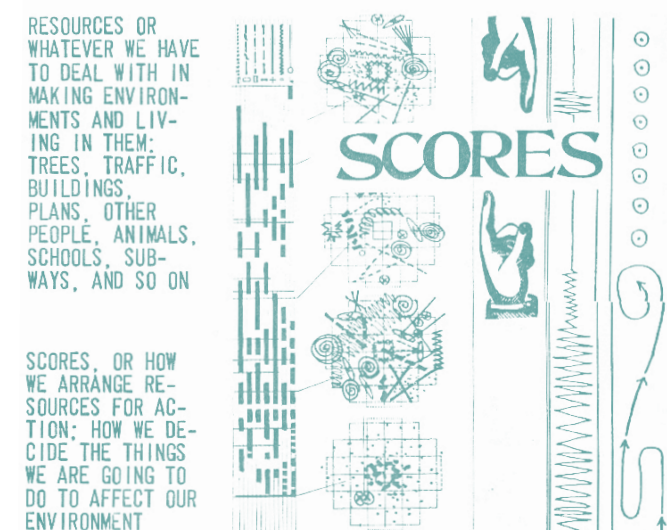 RESOURCES OR
WHATEVER WE HAVE
TO DEAL WITH IN
MAKING ENVIRON-
MENTS AND LIV-
ING IN THEM:
TREES, TRAFFIC,
BUILDINGS,
PLANS, OTHER
PEOPLE, ANIMALS,
SCHOOLS, SUB-
WAYS, AND SO ON
SCORES
SCORES, OR HOW
WE ARRANGE RE-
SOURCES FOR AC-
TION; HOW WE DE-
CIDE THE THINGS
WE ARE GOING TO
DO TO AFFECT OUR
ENVIRONMENT